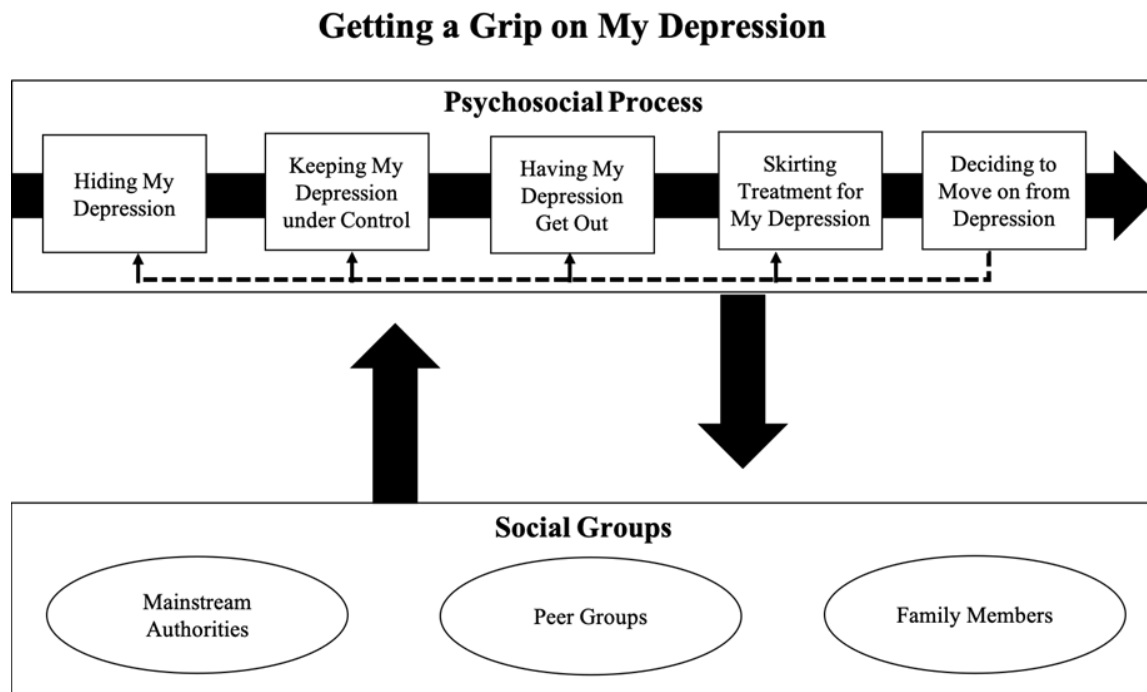 Getting a Grip on My Depression
Psychosocial Process
Hiding My
Depression
Keeping My
Depression
under Control
Having My
Depression
Get Out
Skirting
Treatment for
My Depression
Deciding to
Move on from
Depression
Social Groups
Mainstream
Authorities
Peer Groups
Family Members